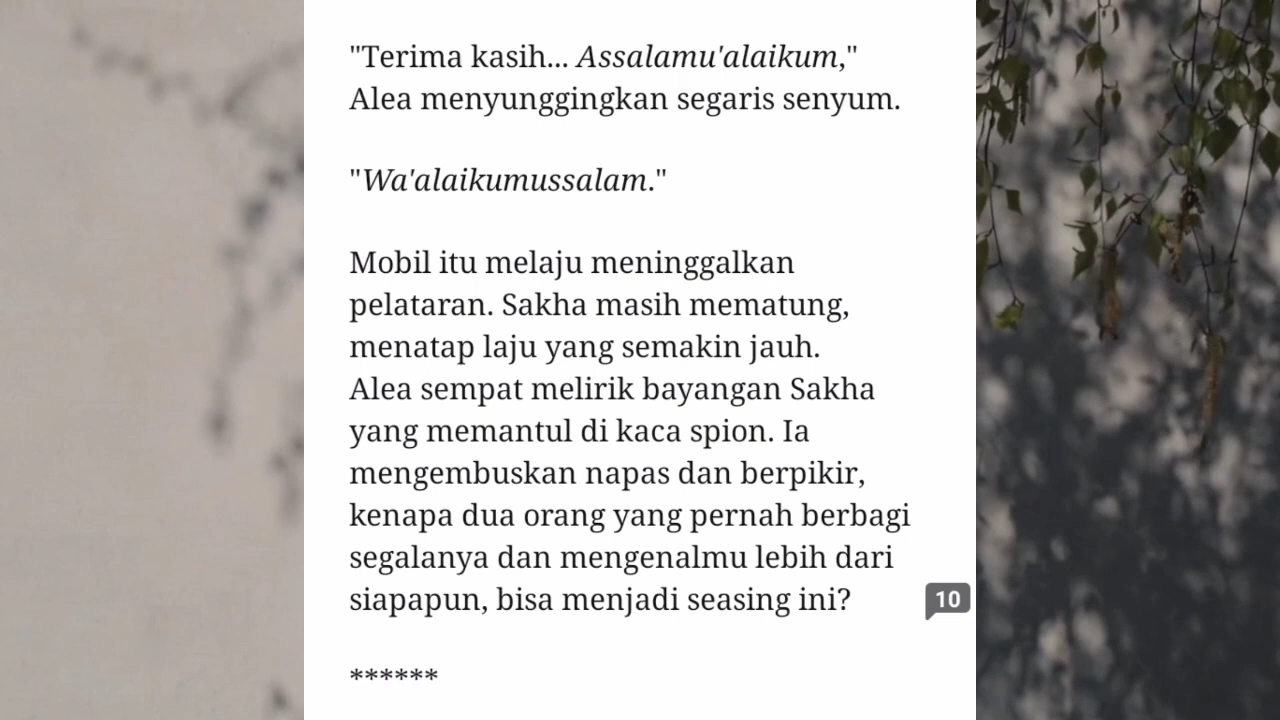 "Terima kasih... Assalamu'alaikum,"
Alea menyunggingkan segaris senyum.
"Wa'alaikumussalam."
Mobil itu melaju meninggalkan
pelataran. Sakha masih mematung,
menatap laju yang semakin jauh.
Alea sempat melirik bayangan Sakha
yang memantul di kaca spion. Ia
mengembuskan napas dan berpikir,
kenapa dua orang yang pernah berbagi
segalanya dan mengenalmu lebih dari
siapapun, bisa menjadi seasing ini?
10
******